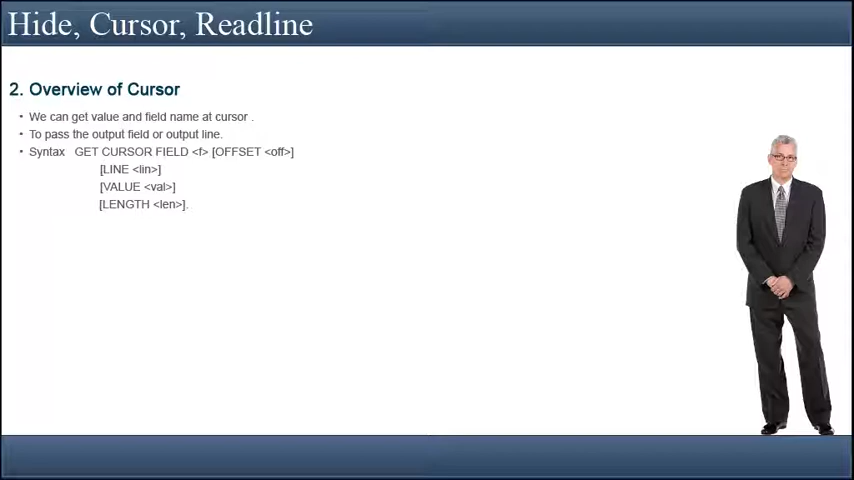 Hide, Cursor, Readline
2. Overview of Cursor
• We can get value and field name at cursor .
• To pass the output field or output line.
• Syntax GET CURSOR FIELD <f> [OFFSET <off>]
[LINE <lin>]
[VALUE <val>]
[LENGTH <len>].